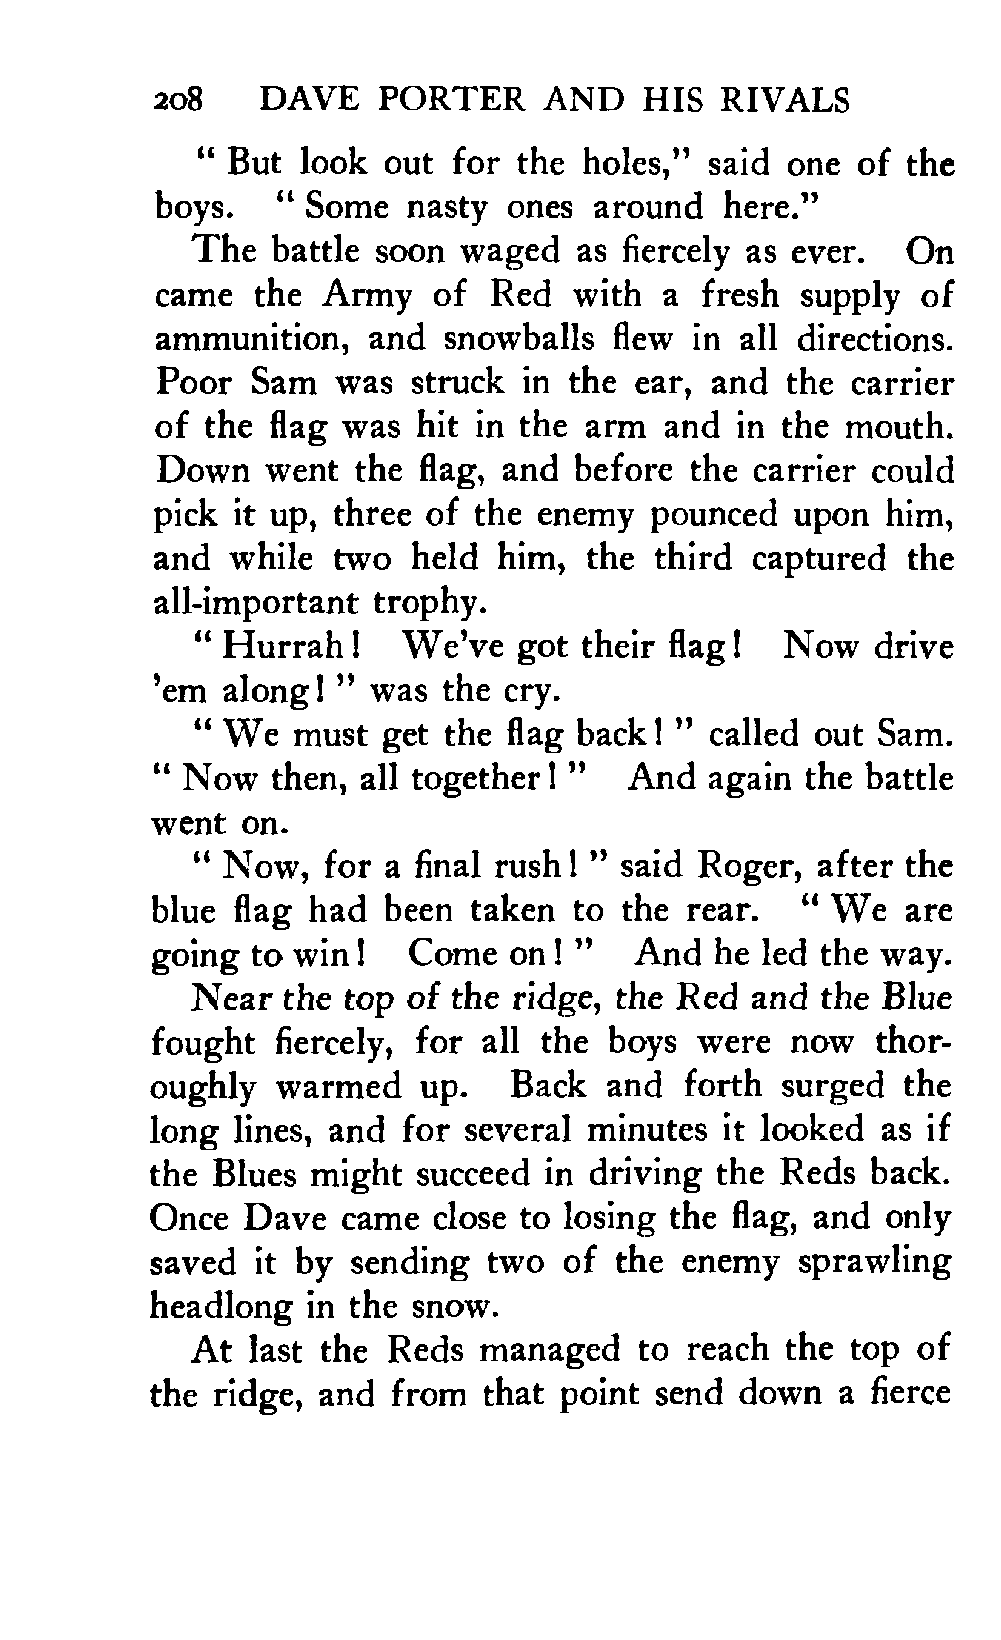 208 DAVE PORTER AND HIS RIVALS
“ But look out for the holes,” said one of the
boys. “ Some nasty ones around here.”
The battle soon waged as fiercely as ever. On
came the Army of Red with a fresh supply of
ammunition, and snowballs flew in all directions.
Poor Sam was struck in the ear, and the carrier
of the flag was hit in the arm and in the mouth.
Down went the flag, and before the carrier could
pick it up, three of the enemy pounced upon him,
and while two held him, the third captured the
all-important trophy.
“ Hurrah! We’ve got their flag! Now drive
’em along! ” was the cry.
“ We must get the flag back! ” called out Sam.
“ Now then, all together! ” And again the battle
went on.
“ Now, for a final rush! ” said Roger, after the
blue flag had been taken to the rear. “ We are
going to win! Come on! ” And he led the way.
Near the top of the ridge, the Red and the Blue
fought fiercely, for all the boys were now thor-
oughly warmed up. Back and forth surged the
long lines, and for several minutes it looked as if
the Blues might succeed in driving the Reds back.
Once Dave came close to losing the flag, and only
saved it by sending two of the enemy sprawling
headlong in the snow.
At last the Reds managed to reach the top of
the ridge, and from that point send down a fierce